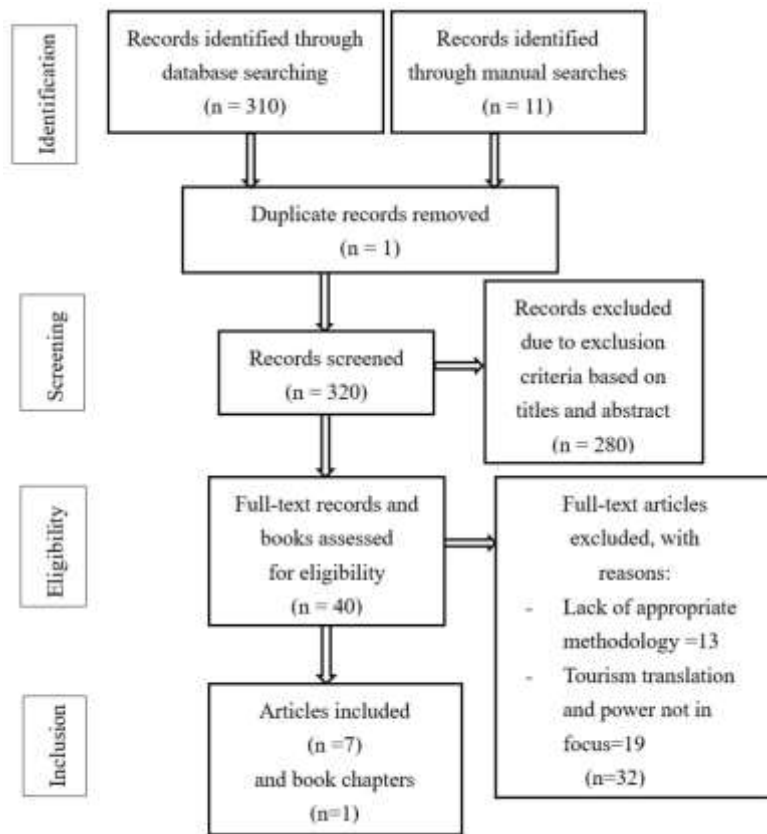 Identification
Records identified through
database searching
(n = 310)
Records identified
through manual searches
(n = 11)
Duplicate records removed
(n = 1)
Screening
Records screened
(n = 320)
Records excluded
due to exclusion
criteria based on
titles and abstract
(n = 280)
Eligibility
Full-text records and
books assessed
for eligibility
(n = 40)
Full-text articles
excluded, with
reasons:
- Lack of appropriate
methodology =13
- Tourism translation
and power not in
focus=19
(n=32)
Inclusion
Articles included
(n =7)
and book chapters
(n=1)